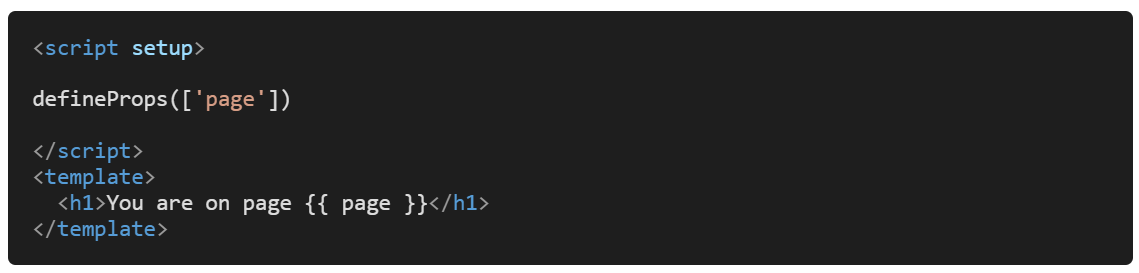 <script setup>
defineProps(['page'])
</script>
<template>
  <h1>You are on page {{ page }}</h1>
</template>